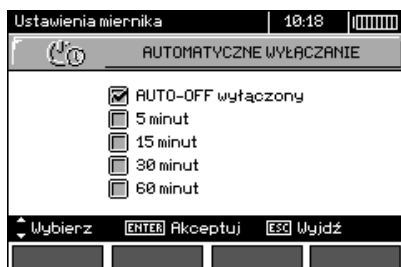 Ustawienia miernika 10:18
AUTOMATYCZNE WYŁĄCZANIE
AUTO-OFF wyłączony
5 minut
15 minut
30 minut
60 minut
Wybierz ENTER Akceptuj ESC Wyjdź